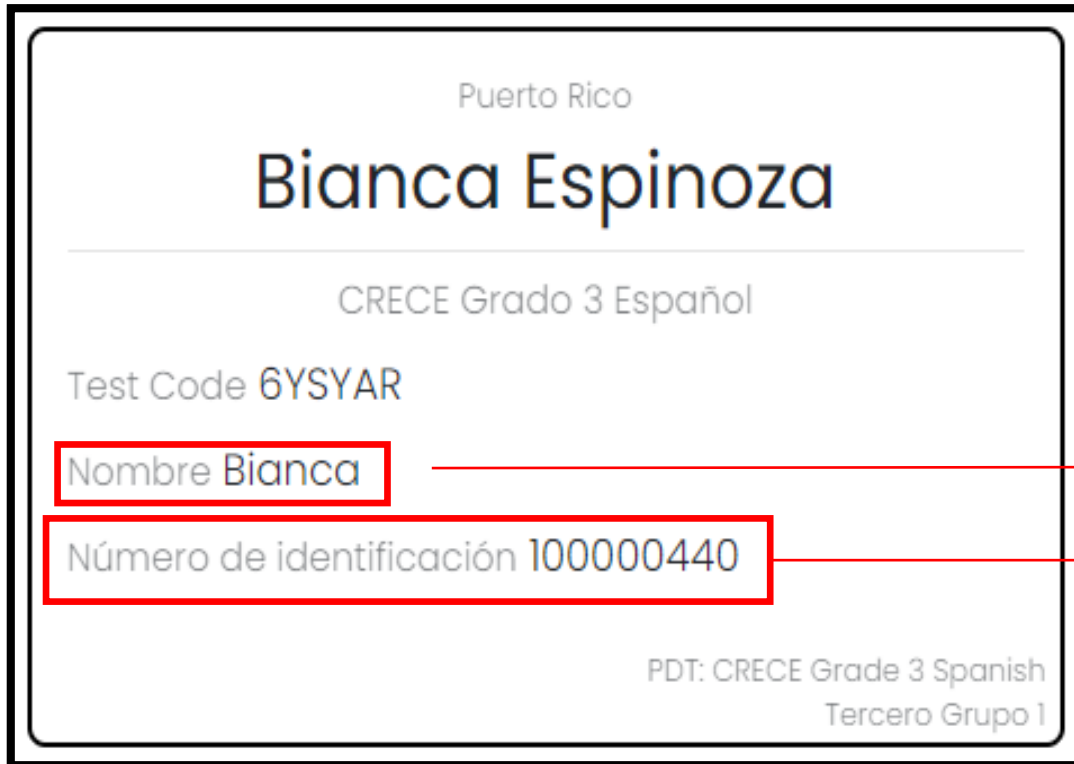 Puerto Rico
Bianca Espinoza
CRECE Grado 3 Español
Test Code 6YSYAR
Nombre Bianca
Número de identificación 100000440
PDT: CRECE Grade 3 Spanish
Tercero Grupo 1